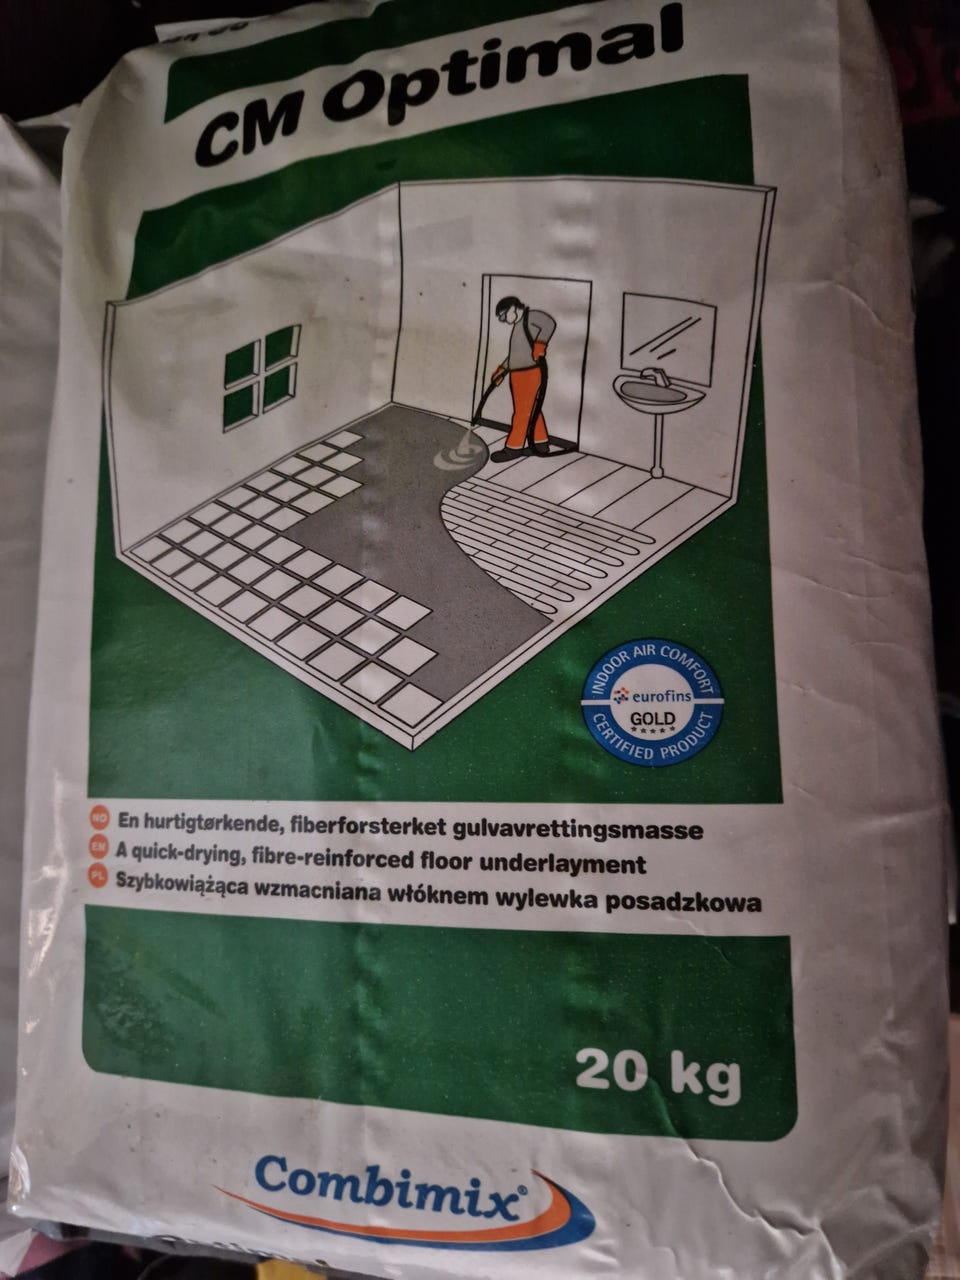 CM Optimal
INDOOR AIR COMFORT
eurofins
GOLD
CERTIFIED PRODUCT
NO En hurtigtørkende, fiberforsterket gulvavrettingsmasse
EN A quick-drying, fibre-reinforced floor underlayment
PL Szybkowiążąca wzmacniana włóknem wylewka posadzkowa
20 kg
Combimix®